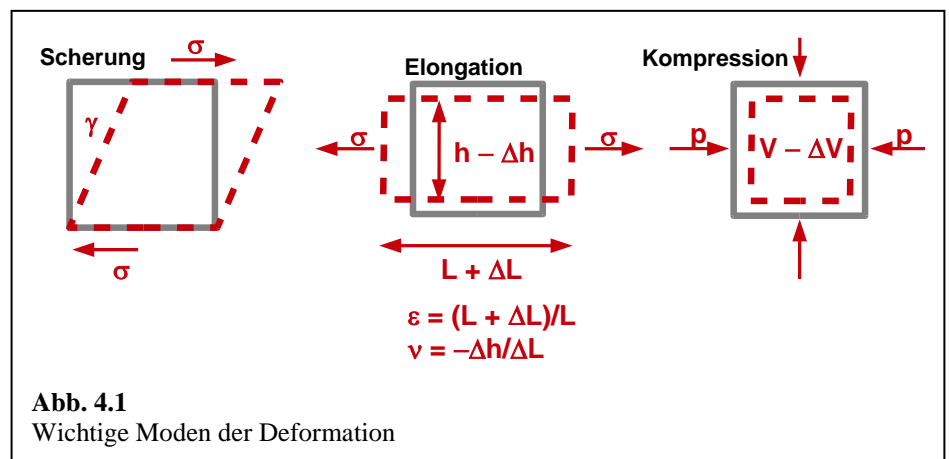 Scherung
σ
γ
σ
Elongation
σ
h – Δh
σ
L + ΔL
ε = (L + ΔL)/L
ν = –Δh/ΔL
Kompression
p
V – ΔV
p
Abb. 4.1
Wichtige Moden der Deformation